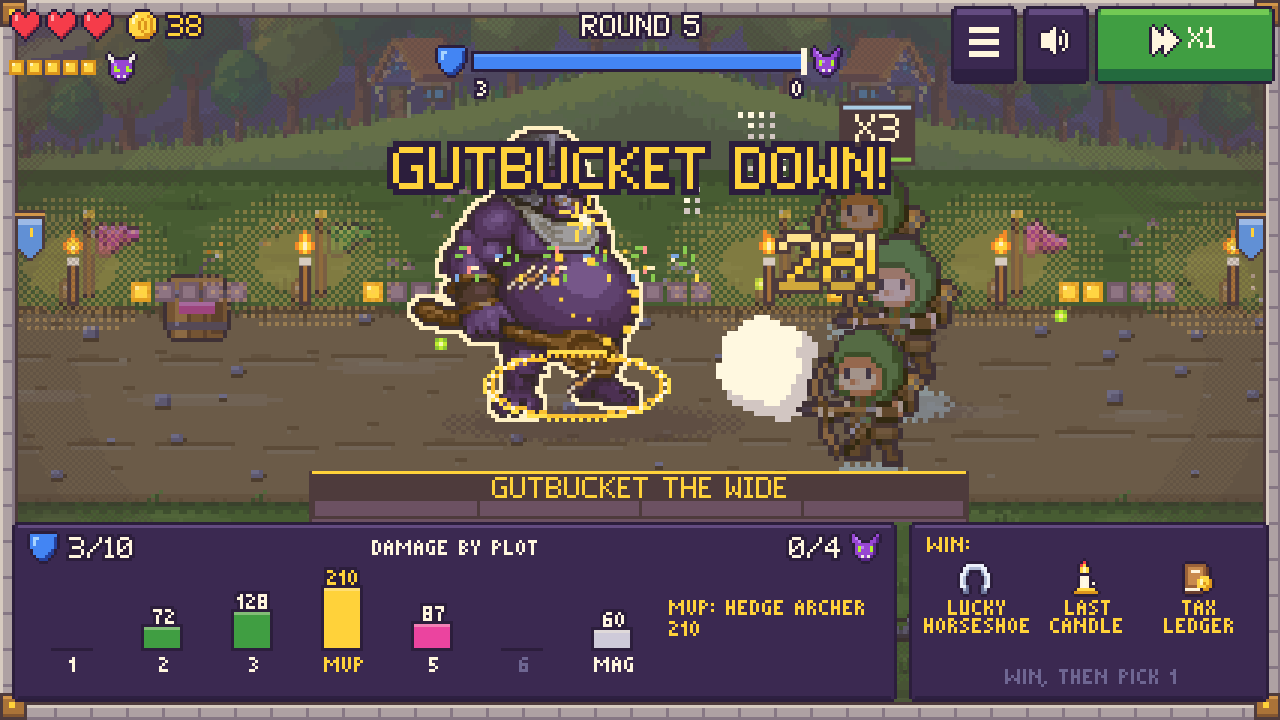 38
ROUND 5
X1
3
0
X3
GUTBUCKET DOWN!
28!
GUTBUCKET THE WIDE
3/10
DAMAGE BY PLOT
0/4
72
128
210
87
60
1
2
3
MVP
5
6
MAG
MVP: HEDGE ARCHER
210
WIN:
LUCKY
HORSESHOE
LAST
CANDLE
TAX
LEDGER
WIN, THEN PICK 1